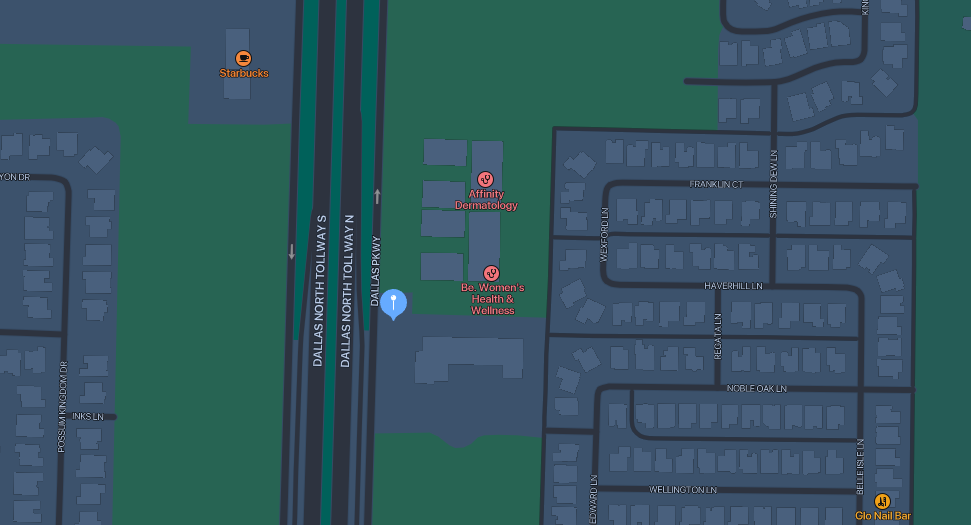 KIN
Starbucks
YON DR
SHINING DEW LN
Affinity
Dermatology
FRANKLIN CT
WEXFORD LN
DALLAS NORTH TOLLWAY S
DALLAS NORTH TOLLWAY N
DALLAS PKWY
Be. Women's
Health &
Wellness
HAVERHILL LN
REGATA LN
POSSUM KINGDOM DR
NOBLE OAK LN
INKS LN
BELLE ISLE LN
EDWARD LN
WELLINGTON LN
Glo Nail Bar